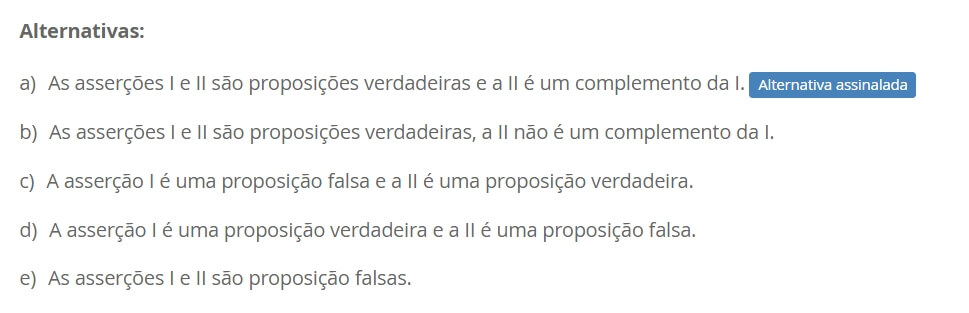 Alternativas:
a) As asserções I e II são proposições verdadeiras e a II é um complemento da I. Alternativa assinalada
b) As asserções I e II são proposições verdadeiras, a II não é um complemento da I.
c) A asserção I é uma proposição falsa e a II é uma proposição verdadeira.
d) A asserção I é uma proposição verdadeira e a II é uma proposição falsa.
e) As asserções I e II são proposição falsas.